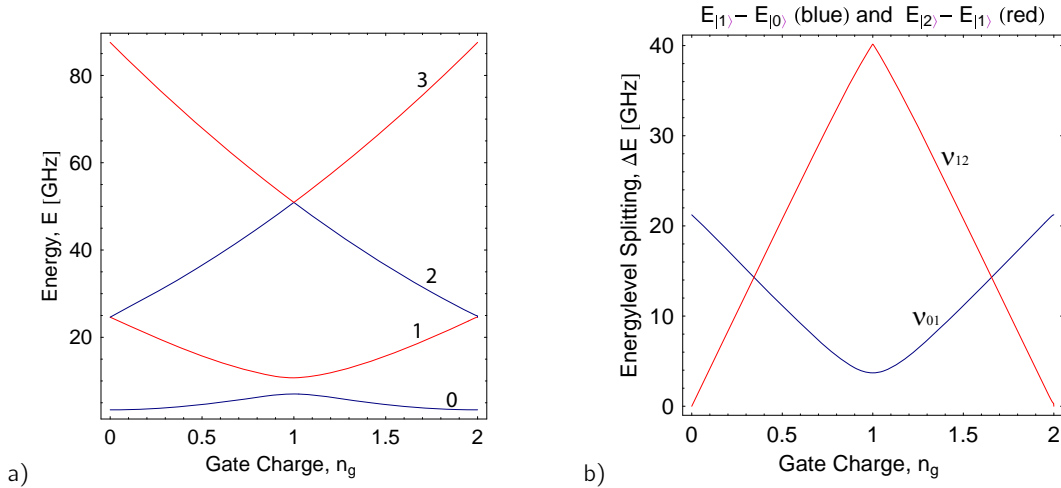 E|1⟩− E|0⟩ (blue) and E|2⟩− E|1⟩ (red)
80
60
40
20
Energy, E [GHz]
3
2
1
0
0 0.5 1 1.5 2
Gate Charge, ng
a)
40
30
20
10
0
Energylevel Splitting, ΔE [GHz]
ν12
ν01
0 0.5 1 1.5 2
Gate Charge, ng
b)